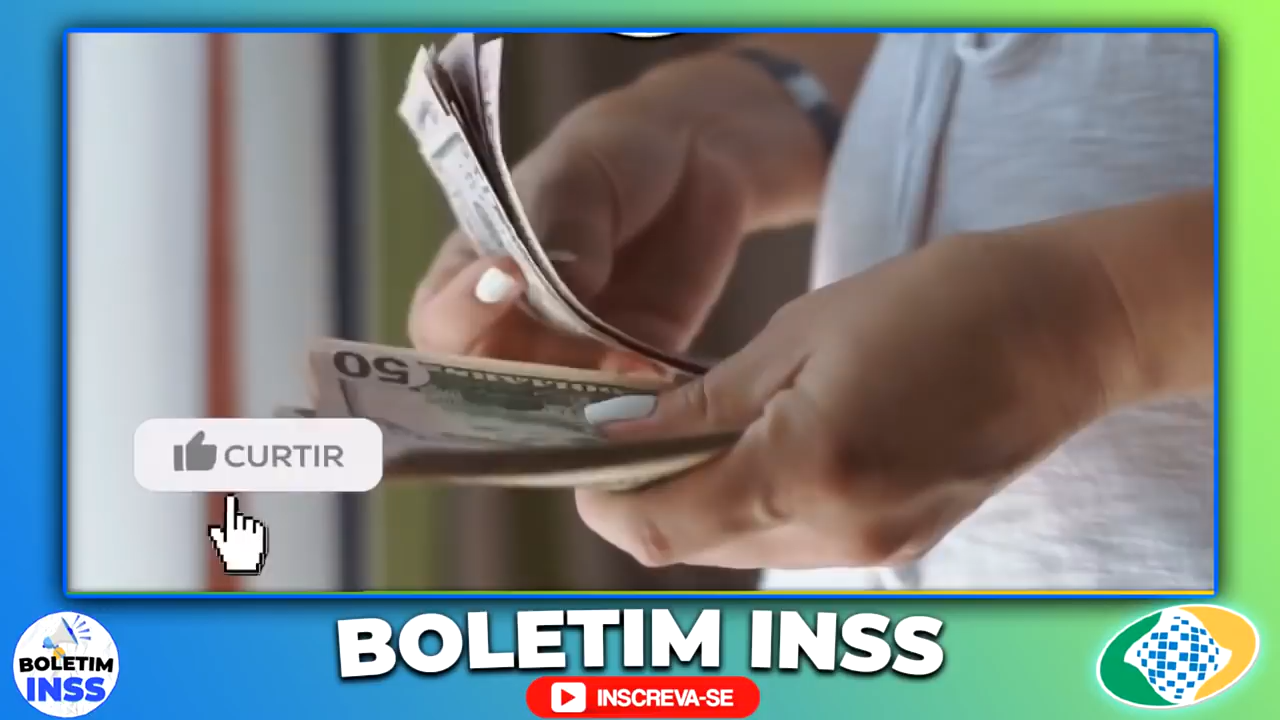 50
CURTIR
BOLETIM INSS
BOLETIM
INSS
INSCREVA-SE